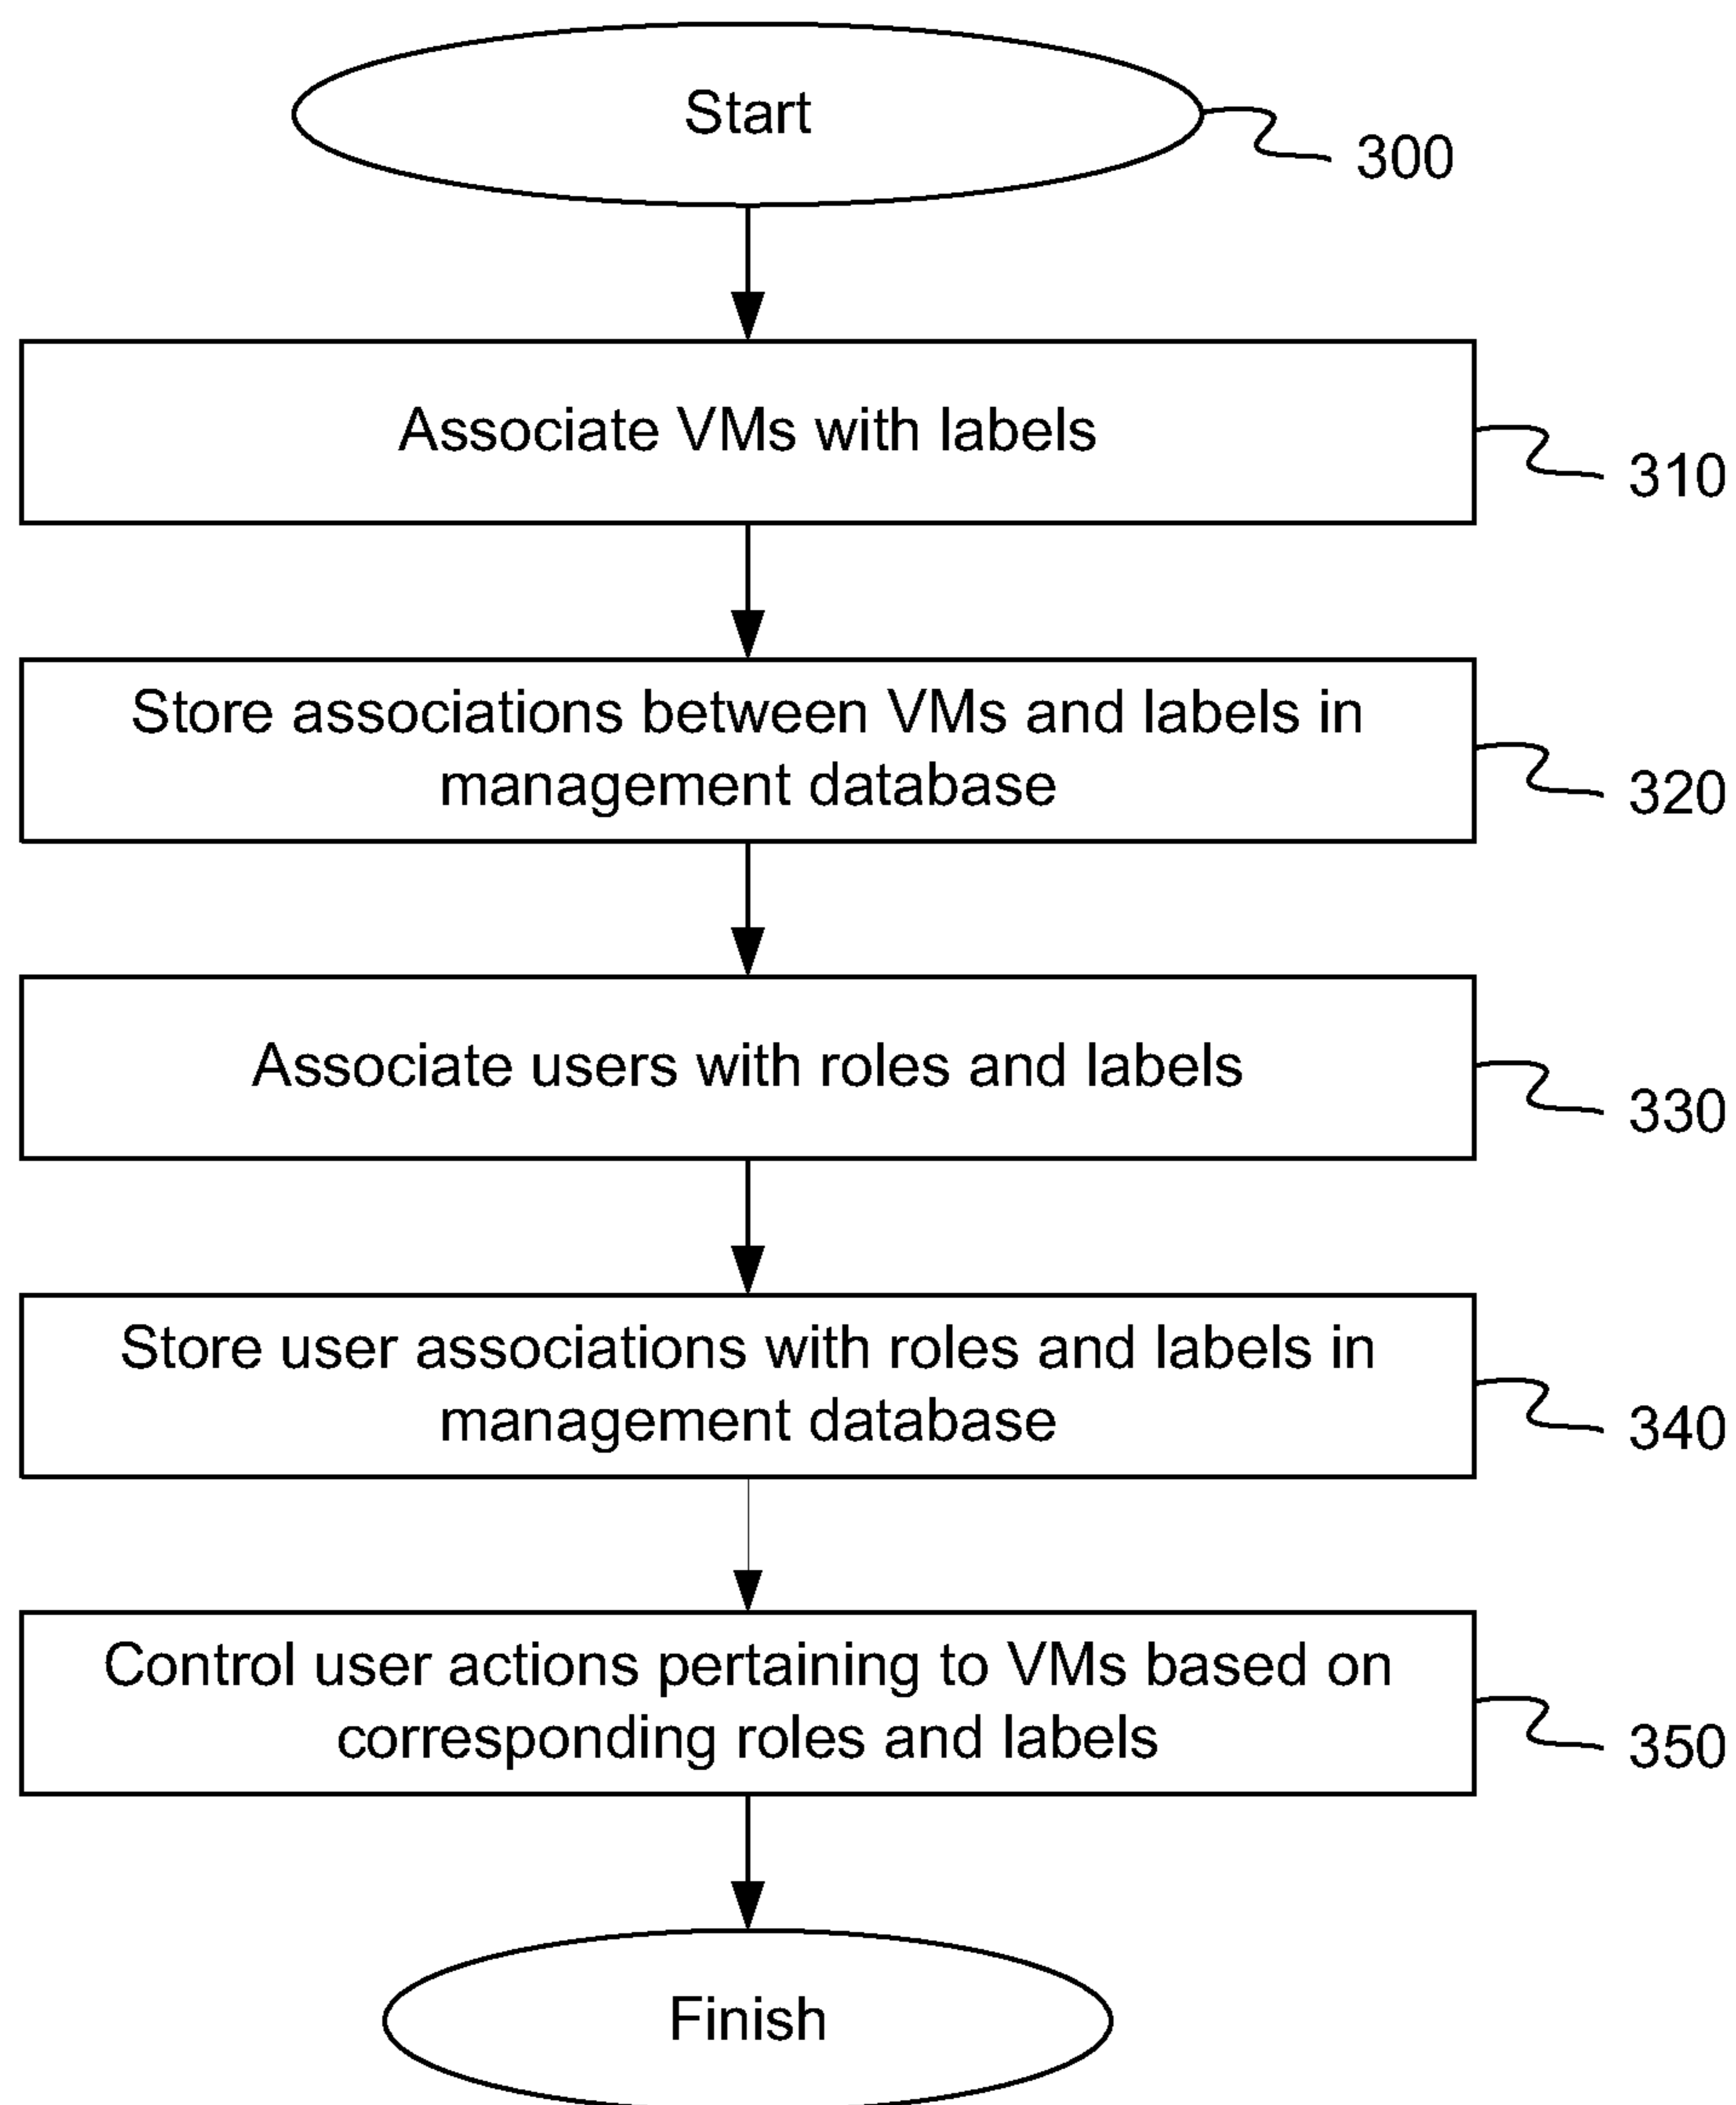 Start
300
Associate VMs with labels
310
Store associations between VMs and labels in
management database
320
Associate users with roles and labels
330
Store user associations with roles and labels in
management database
340
Control user actions pertaining to VMs based on
corresponding roles and labels
350
Finish